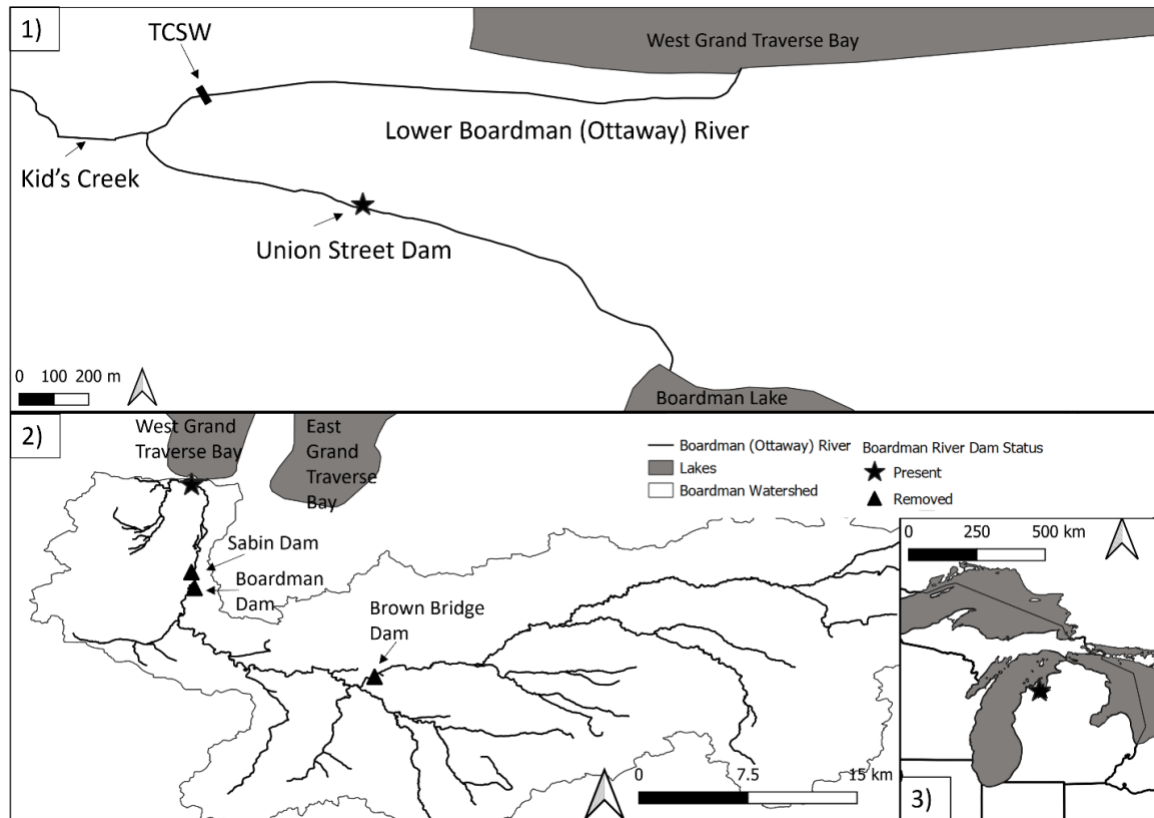 1)
TCSW
West Grand Traverse Bay
Lower Boardman (Ottaway) River
Kid's Creek
Union Street Dam
0 100 200 m
Boardman Lake
2)
West Grand
Traverse Bay
East
Grand
Traverse
Bay
Boardman (Ottaway) River
Lakes
Boardman Watershed
Boardman River Dam Status
Present
Removed
Sabin Dam
Boardman
Dam
Brown Bridge
Dam
0 7.5 15 km
0 250 500 km
3)